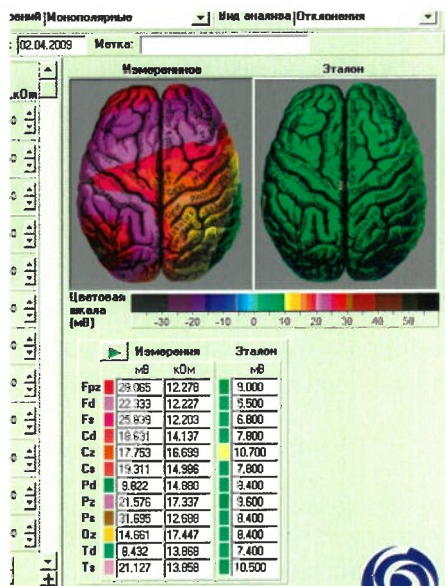 Монополярные Вид анализа Отклонения
02.04.2009 Метка:
Измеренное Эталон
кОм
Цветовая
шкала
(мВ)
-30 -20 -10 0 10 20 30 40 50
Измерения Эталон
мВ кОм мВ
Fpz 28.065 12.278 9.000
Fd 22.333 12.227 5.500
Fs 25.839 12.203 6.800
Cd 18.631 14.137 7.800
Cz 17.753 16.699 10.700
Cs 19.311 14.986 7.800
Pd 9.822 14.880 8.400
Pz 21.576 17.337 9.600
Ps 31.695 12.686 8.400
Oz 14.661 17.447 8.400
Td 8.432 13.868 7.400
Ts 21.127 13.958 10.500